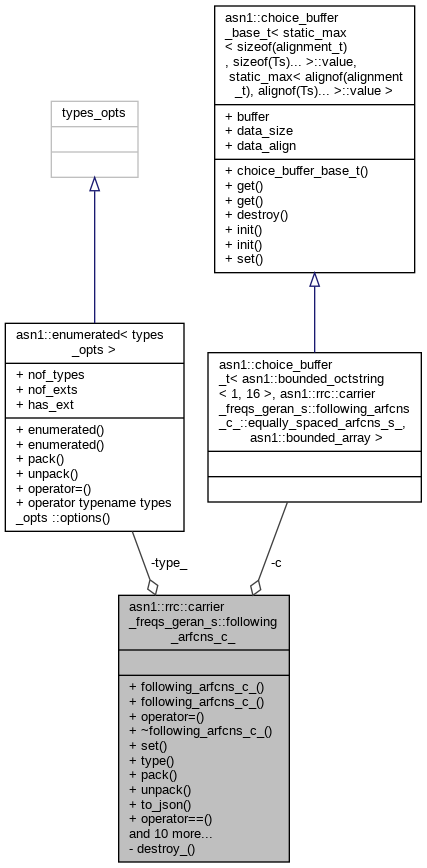 asn1::choice_buffer
_base_t< static_max
< sizeof(alignment_t)
, sizeof(Ts)... >::value,
static_max< alignof(alignment
_t), alignof(Ts)... >::value >
+ buffer
+ data_size
+ data_align
+ choice_buffer_base_t()
+ get()
+ get()
+ destroy()
+ init()
+ init()
+ set()
types_opts
asn1::enumerated< types
_opts >
+ nof_types
+ nof_exts
+ has_ext
+ enumerated()
+ enumerated()
+ pack()
+ unpack()
+ operator=()
+ operator typename types
_opts ::options()
asn1::choice_buffer
_t< asn1::bounded_octstring
< 1, 16 >, asn1::rrc::carrier
_freqs_geran_s::following_arfcns
_c_::equally_spaced_arfcns_s_,
asn1::bounded_array >
-type_
-c
asn1::rrc::carrier
_freqs_geran_s::following
_arfcns_c_
+ following_arfcns_c_()
+ following_arfcns_c_()
+ operator=()
+ ~following_arfcns_c_()
+ set()
+ type()
+ pack()
+ unpack()
+ to_json()
+ operator==()
and 10 more...
- destroy_()